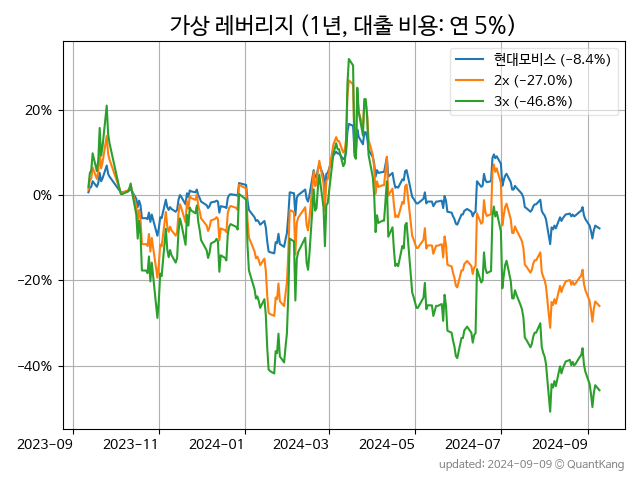 가상 레버리지 (1년, 대출 비용: 연 5%)
현대모비스 (−8.4%)
2x (−27.0%)
3x (−46.8%)
20%
0%
−20%
−40%
2023-09 2023-11 2024-01 2024-03 2024-05 2024-07 2024-09
updated: 2024-09-09 © QuantKang